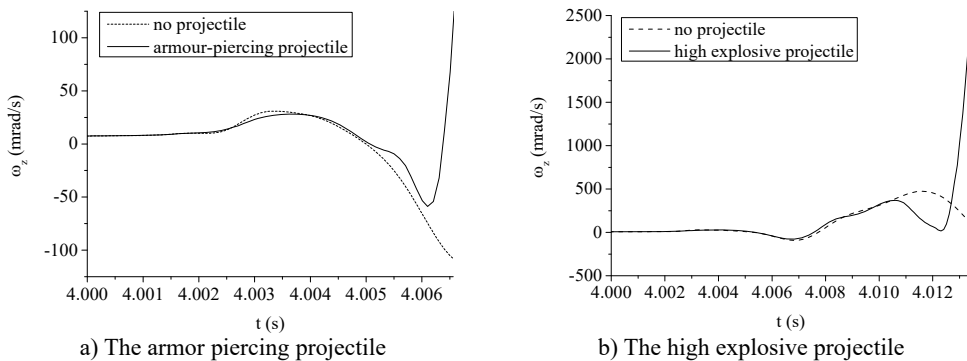 no projectile
armour-piercing projectile
100
50
0
-50
-100
ω_z (mrad/s)
4.000 4.001 4.002 4.003 4.004 4.005 4.006
t (s)
a) The armor piercing projectile
no projectile
high explosive projectile
2500
2000
1500
1000
500
0
-500
ω_z (mrad/s)
4.000 4.002 4.004 4.006 4.008 4.010 4.012
t (s)
b) The high explosive projectile